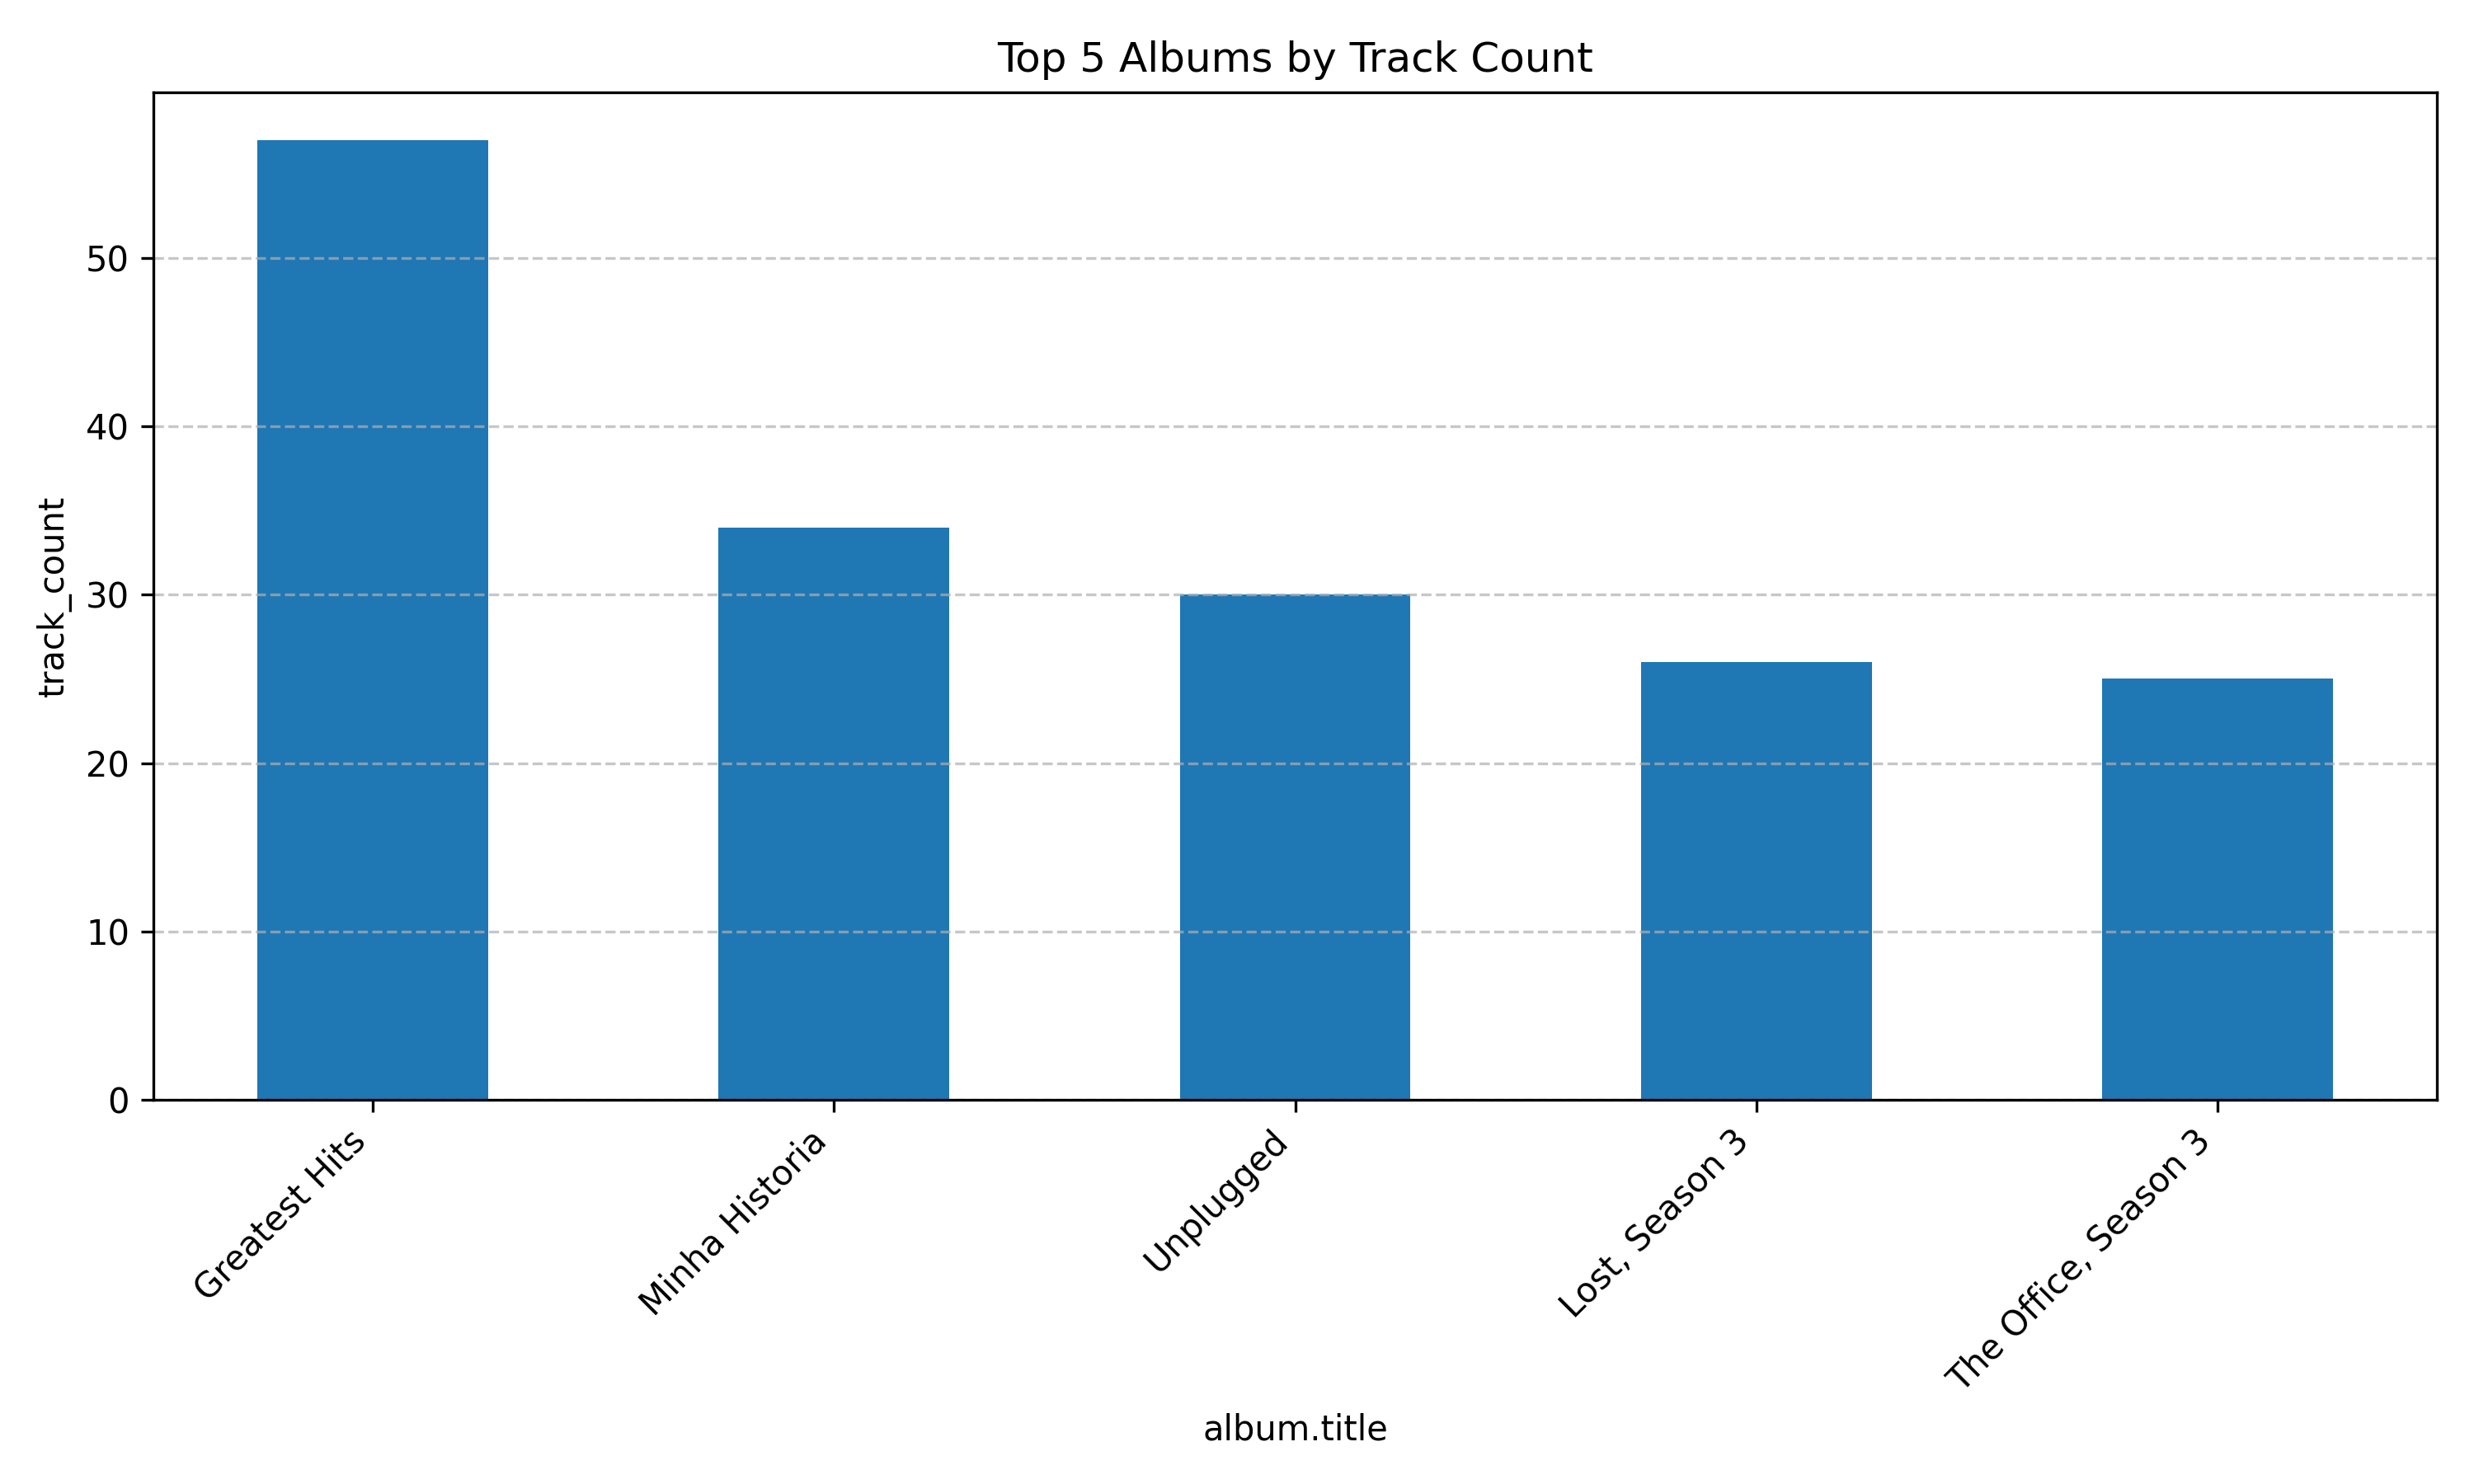 Top 5 Albums by Track Count
track_count
50
40
30
20
10
0
Greatest Hits
Minha Historia
Unplugged
Lost, Season 3
The Office, Season 3
album.title